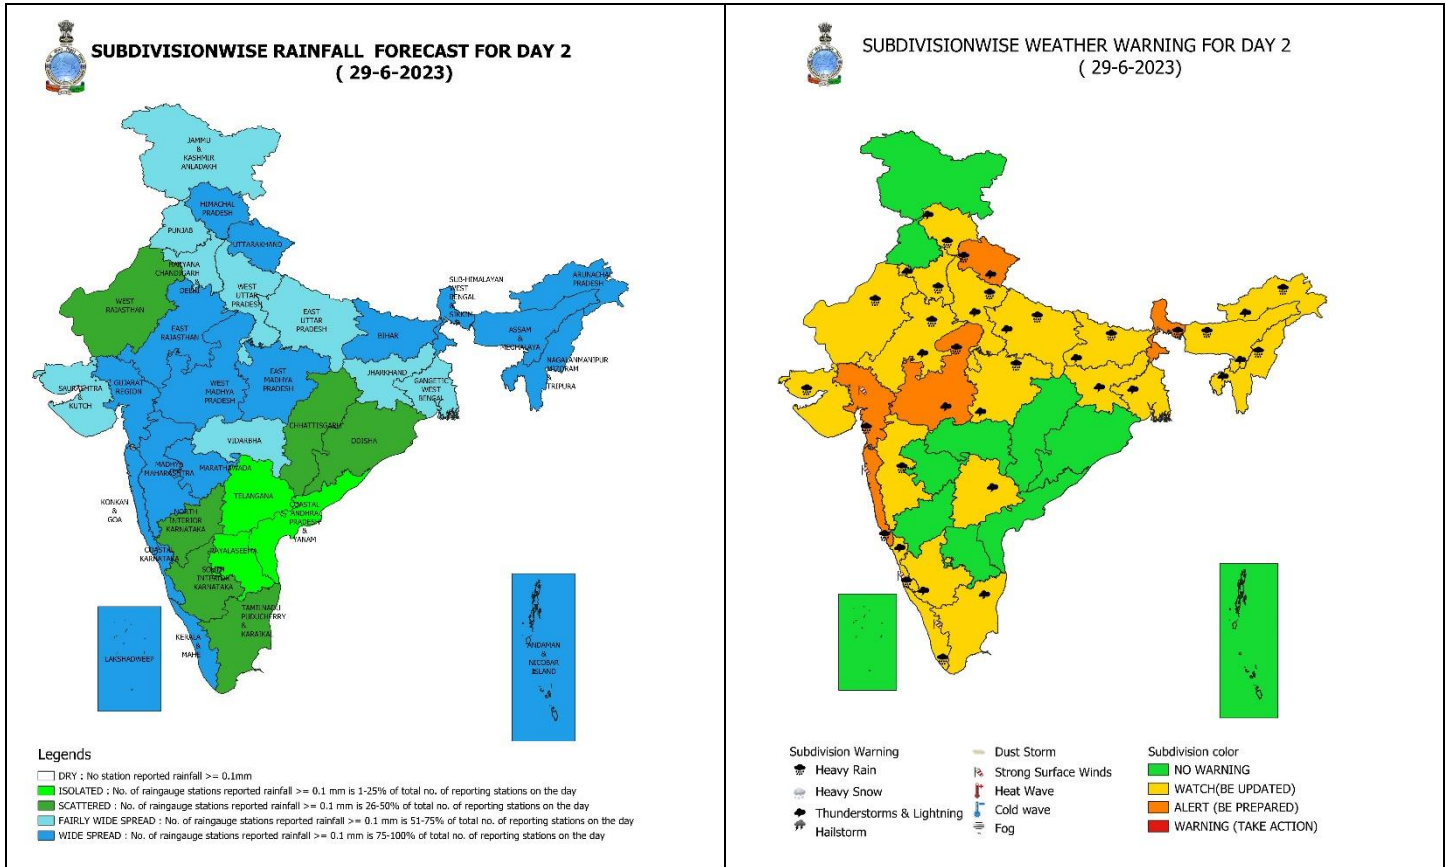 SUBDIVISIONWISE RAINFALL FORECAST FOR DAY 2
( 29-6-2023)
JAMMU
&
KASHMIR
ANLADAKH
HIMACHAL
PRADESH
PUNJAB
UTTARAKHAND
HARYANA
CHANDIGARH
&
DELHI
WEST
RAJASTHAN
WEST
UTTAR
PRADESH
EAST
UTTAR
PRADESH
SUB-HIMALAYAN
WEST
BENGAL
&
SIKKIM
ARUNACHAL
PRADESH
EAST
RAJASTHAN
BIHAR
ASSAM
&
MEGHALAYA
NAGALANMANIPUR
MIZORAM
&
TRIPURA
SAURASHTRA
&
KUTCH
GUJARAT
REGION
WEST
MADHYA
PRADESH
EAST
MADHYA
PRADESH
JHARKHAND
GANGETIC
WEST
BENGAL
CHHATTISGARH
ODISHA
VIDARBHA
MADHYA
MAHARASHTRA
MARATHAWADA
TELANGANA
KONKAN
&
GOA
NORTH
INTERIOR
KARNATAKA
COASTAL
ANDHRA
PRADESH
&
YANAM
COASTAL
KARNATAKA
RAYALASEEMA
SOUTH
INTERIOR
KARNATAKA
TAMILNADU
PUDUCHERRY
&
KARAIKAL
KERALA
&
MAHE
LAKSHADWEEP
ANDAMAN
&
NICOBAR
ISLAND
Legends
DRY : No station reported rainfall >= 0.1mm
ISOLATED : No. of raingauge stations reported rainfall >= 0.1 mm is 1-25% of total no. of reporting stations on the day
SCATTERED : No. of raingauge stations reported rainfall >= 0.1 mm is 26-50% of total no. of reporting stations on the day
FAIRLY WIDE SPREAD : No. of raingauge stations reported rainfall >= 0.1 mm is 51-75% of total no. of reporting stations on the day
WIDE SPREAD : No. of raingauge stations reported rainfall >= 0.1 mm is 75-100% of total no. of reporting stations on the day
SUBDIVISIONWISE WEATHER WARNING FOR DAY 2
( 29-6-2023)
Subdivision Warning
Heavy Rain
Heavy Snow
Thunderstorms & Lightning
Hailstorm
Dust Storm
Strong Surface Winds
Heat Wave
Cold wave
Fog
Subdivision color
NO WARNING
WATCH(BE UPDATED)
ALERT (BE PREPARED)
WARNING (TAKE ACTION)